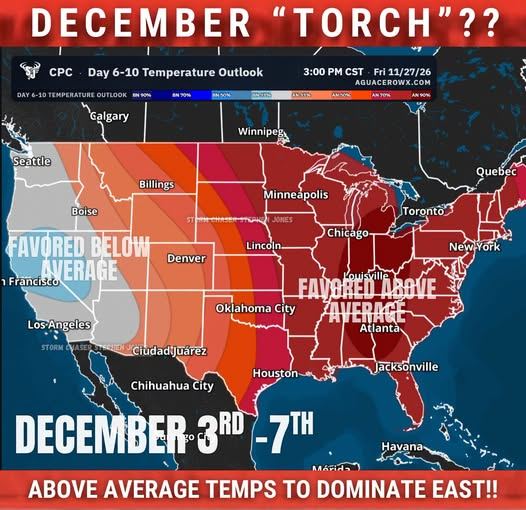 DECEMBER “TORCH”??
CPC · Day 6-10 Temperature Outlook
3:00 PM CST · Fri 11/27/26
AGUACEROWX.COM
DAY 6-10 TEMPERATURE OUTLOOK
BN 90%
BN 70%
BN 50%
AN 50%
AN 70%
AN 90%
Calgary
Winnipeg
Seattle
Quebec
Billings
Minneapolis
Boise
Toronto
STORM CHASER STEPHEN JONES
Chicago
FAVORED BELOW
AVERAGE
New York
Lincoln
Denver
n Francisco
Louisville
FAVORED ABOVE
AVERAGE
Oklahoma City
Los Angeles
Atlanta
STORM CHASER STEPHEN JO
Ciudad Juárez
Jacksonville
Houston
Chihuahua City
DECEMBER 3RD -7TH
Havana
Mérida
ABOVE AVERAGE TEMPS TO DOMINATE EAST!!